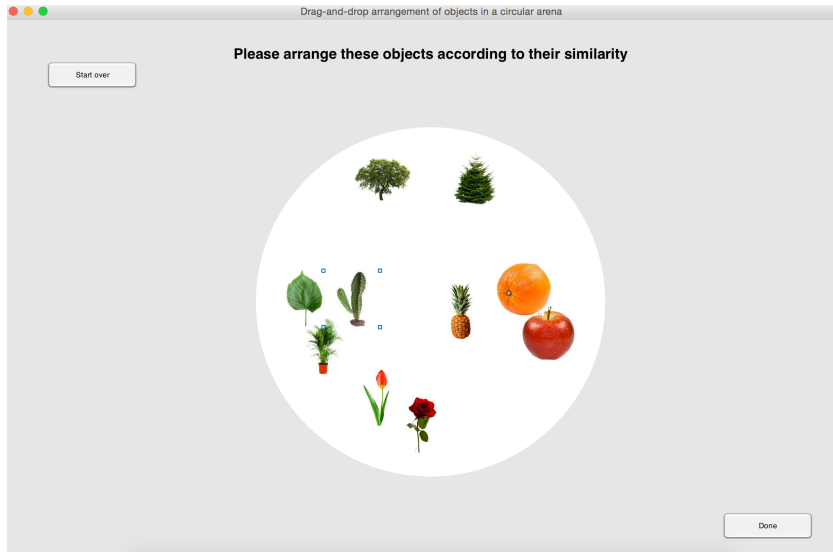 Drag-and-drop arrangement of objects in a circular arena
Please arrange these objects according to their similarity
Start over
Done